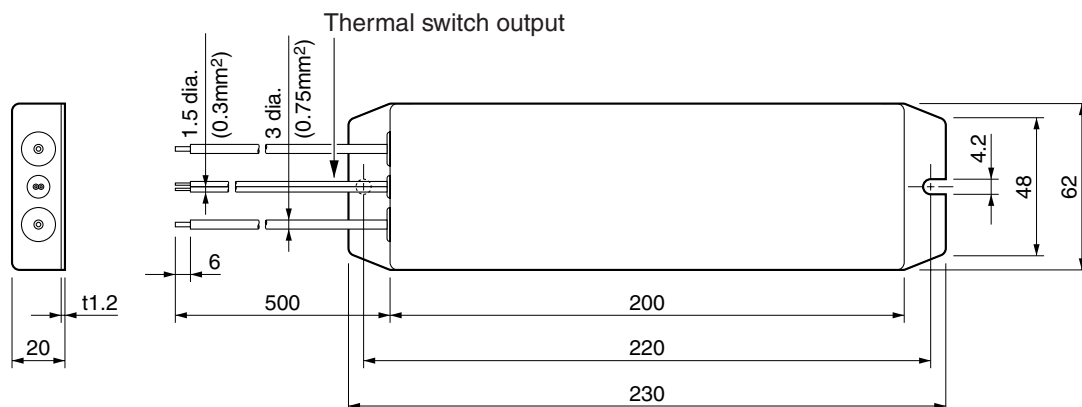 Thermal switch output
1.5 dia.
(0.3mm²)
3 dia.
(0.75mm²)
4.2
48
62
6
t1.2
500
200
20
220
230